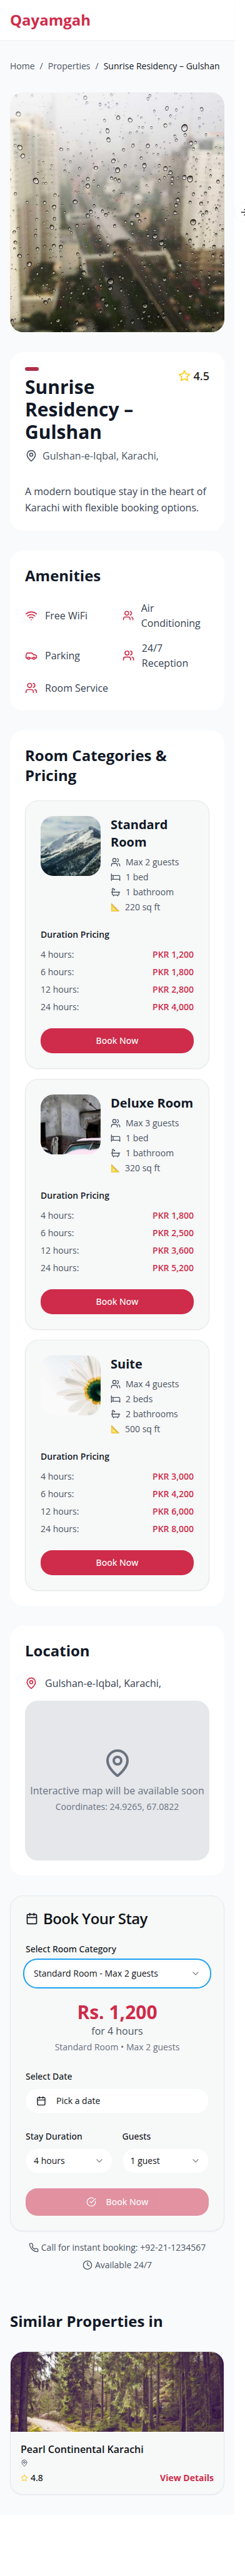 Qayamgah
Home / Properties / Sunrise Residency – Gulshan
Sunrise
Residency –
Gulshan
4.5
Gulshan-e-Iqbal, Karachi,
A modern boutique stay in the heart of
Karachi with flexible booking options.
Amenities
Free WiFi
Air
Conditioning
Parking
24/7
Reception
Room Service
Room Categories &
Pricing
Standard
Room
Max 2 guests
1 bed
1 bathroom
220 sq ft
Duration Pricing
4 hours: PKR 1,200
6 hours: PKR 1,800
12 hours: PKR 2,800
24 hours: PKR 4,000
Book Now
Deluxe Room
Max 3 guests
1 bed
1 bathroom
320 sq ft
Duration Pricing
4 hours: PKR 1,800
6 hours: PKR 2,500
12 hours: PKR 3,600
24 hours: PKR 5,200
Book Now
Suite
Max 4 guests
2 beds
2 bathrooms
500 sq ft
Duration Pricing
4 hours: PKR 3,000
6 hours: PKR 4,200
12 hours: PKR 6,000
24 hours: PKR 8,000
Book Now
Location
Gulshan-e-Iqbal, Karachi,
Interactive map will be available soon
Coordinates: 24.9265, 67.0822
Book Your Stay
Select Room Category
Standard Room - Max 2 guests
Rs. 1,200
for 4 hours
Standard Room • Max 2 guests
Select Date
Pick a date
Stay Duration Guests
4 hours 1 guest
Book Now
Call for instant booking: +92-21-1234567
Available 24/7
Similar Properties in
Pearl Continental Karachi
4.8 View Details